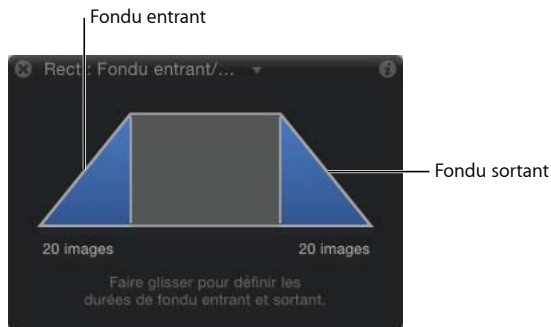 Fondu entrant
Rect : Fondu entrant/...
Fondu sortant
20 images
20 images
Faire glisser pour définir les
durées de fondu entrant et sortant.